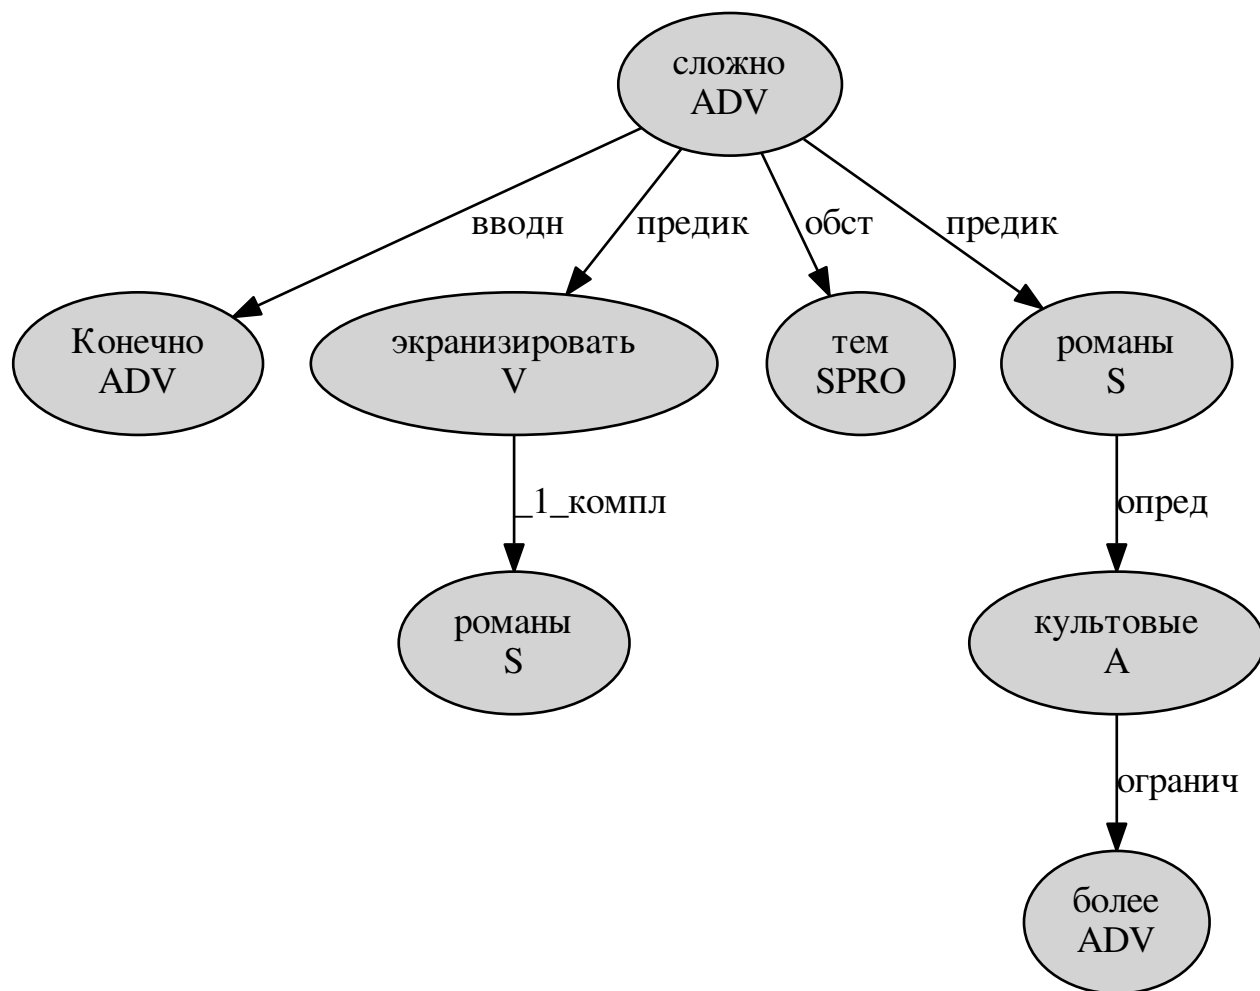 сложно
ADV
вводн
предик
обст
предик
Конечно
ADV
экранизировать
V
тем
SPRO
романы
S
_1_компл
опред
романы
S
культовые
A
огранич
более
ADV